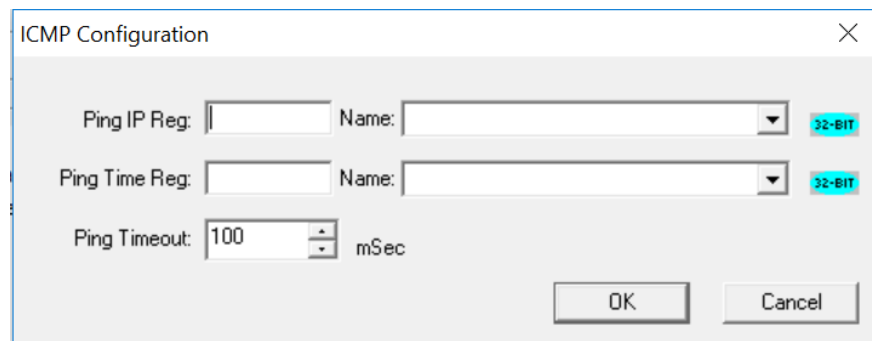 ICMP Configuration
Ping IP Reg: Name: 32-BIT
Ping Time Reg: Name: 32-BIT
Ping Timeout: 100 mSec
OK Cancel